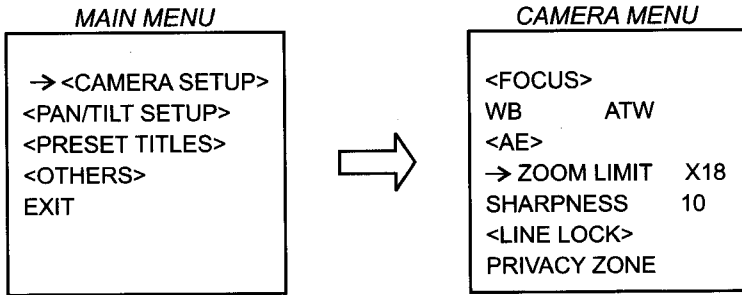 MAIN MENU
→ <CAMERA SETUP>
<PAN/TILT SETUP>
<PRESET TITLES>
<OTHERS>
EXIT
CAMERA MENU
<FOCUS>
WB ATW
<AE>
→ ZOOM LIMIT X18
SHARPNESS 10
<LINE LOCK>
PRIVACY ZONE